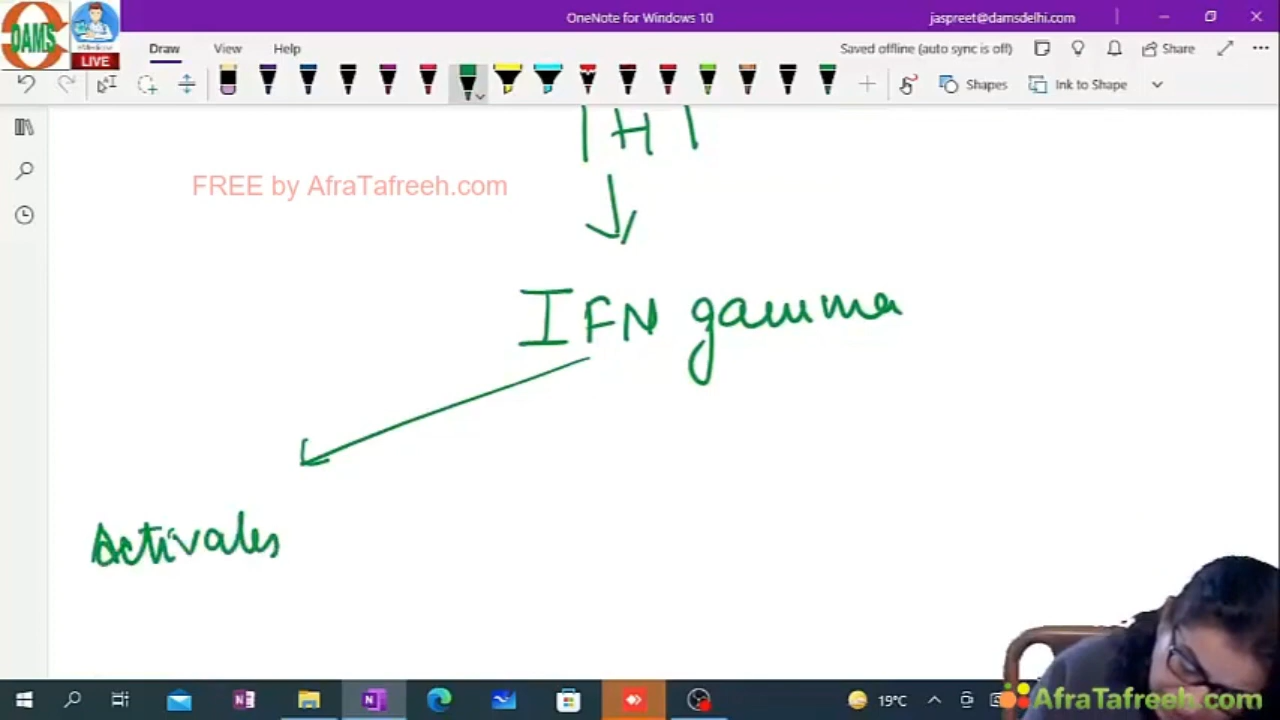 OneNote for Windows 10
jaspreet@damsdelhi.com
DAMS
eMedicoz
LIVE
Draw
View
Help
Saved offline (auto sync is off)
Share
Shapes
Ink to Shape
TH1
FREE by AfraTafreeh.com
IFN gamma
Activates
19°C
AfraTafreeh.com